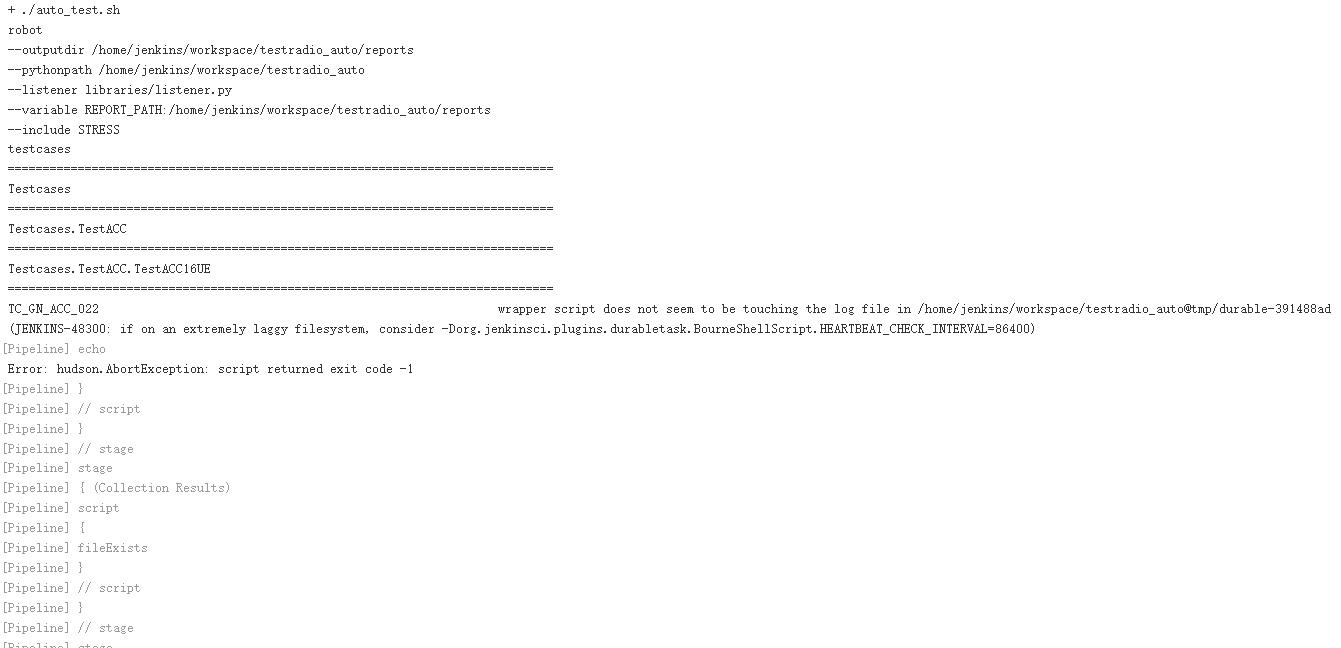 + ./auto_test.sh
robot
--outputdir /home/jenkins/workspace/testradio_auto/reports
--pythonpath /home/jenkins/workspace/testradio_auto
--listener libraries/listener.py
--variable REPORT_PATH:/home/jenkins/workspace/testradio_auto/reports
--include STRESS
testcases
==============================================================================
Testcases
==============================================================================
Testcases.TestACC
==============================================================================
Testcases.TestACC.TestACC16UE
==============================================================================
TC_GN_ACC_022 wrapper script does not seem to be touching the log file in /home/jenkins/workspace/testradio_auto@tmp/durable-391488ad
(JENKINS-48300: if on an extremely laggy filesystem, consider -Dorg.jenkinsci.plugins.durabletask.BourneShellScript.HEARTBEAT_CHECK_INTERVAL=86400)
[Pipeline] echo
Error: hudson.AbortException: script returned exit code -1
[Pipeline] }
[Pipeline] // script
[Pipeline] }
[Pipeline] // stage
[Pipeline] stage
[Pipeline] { (Collection Results)
[Pipeline] script
[Pipeline] {
[Pipeline] fileExists
[Pipeline] }
[Pipeline] // script
[Pipeline] }
[Pipeline] // stage
[Pipeline] stage